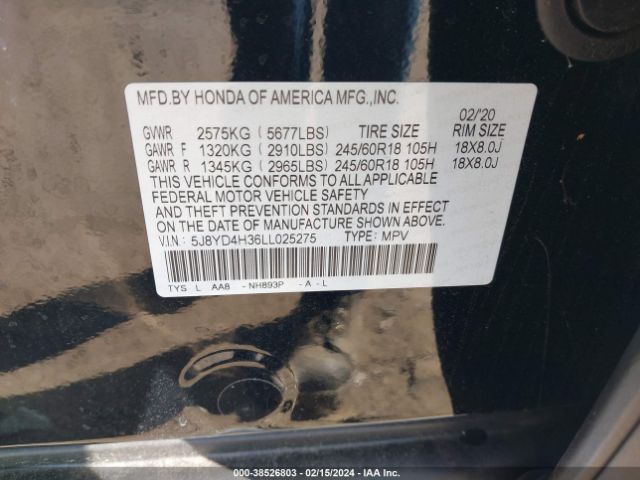 MFD.BY HONDA OF AMERICA MFG.,INC.
02/'20
GVWR 2575KG ( 5677LBS) TIRE SIZE RIM SIZE
GAWR F 1320KG ( 2910LBS) 245/60R18 105H 18X8.0J
GAWR R 1345KG ( 2965LBS) 245/60R18 105H 18X8.0J
THIS VEHICLE CONFORMS TO ALL APPLICABLE
FEDERAL MOTOR VEHICLE SAFETY
AND THEFT PREVENTION STANDARDS IN EFFECT
ON THE DATE OF MANUFACTURE SHOWN ABOVE.
V.I.N: 5J8YD4H36LL025275 TYPE: MPV
TYS L AA8 - NH893P - A - L
000-38526803 - 02/15/2024 - IAA Inc.